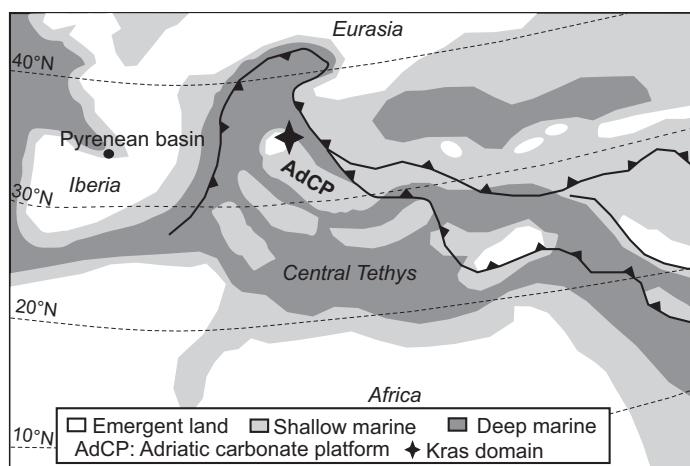 Eurasia
40°N
Pyrenean basin
Iberia
AdCP
30°N
Central Tethys
20°N
Africa
Emergent land Shallow marine Deep marine
AdCP: Adriatic carbonate platform Kras domain
10°N